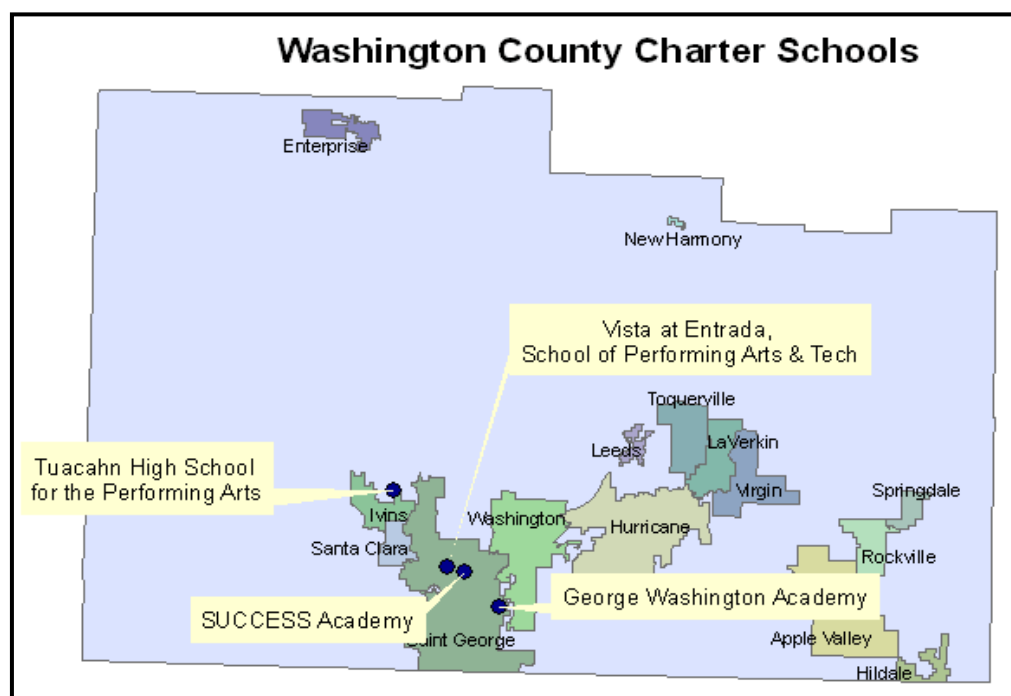 Washington County Charter Schools
Enterprise
New Harmony
Vista at Entrada,
School of Performing Arts & Tech
Toquerville
Leeds
LaVerkin
Tuacahn High School
for the Performing Arts
Virgin
Springdale
Ivins
Washington
Hurricane
Santa Clara
Rockville
George Washington Academy
SUCCESS Academy
Saint George
Apple Valley
Hildale